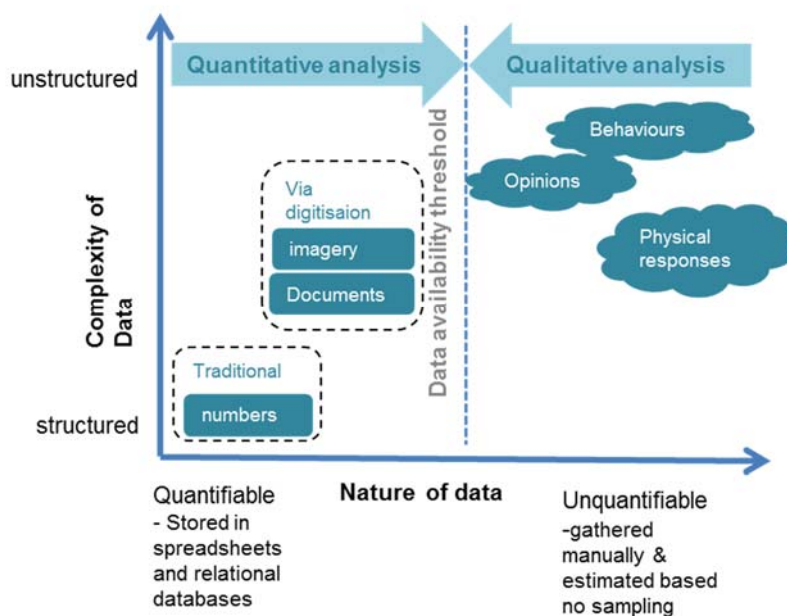 unstructured
Quantitative analysis
Qualitative analysis
Behaviours
Opinions
Physical
responses
Via
digitisaion
imagery
Documents
Data availability threshold
Complexity of
Data
Traditional
numbers
structured
Quantifiable
- Stored in
spreadsheets
and relational
databases
Nature of data
Unquantifiable
-gathered
manually &
estimated based
no sampling